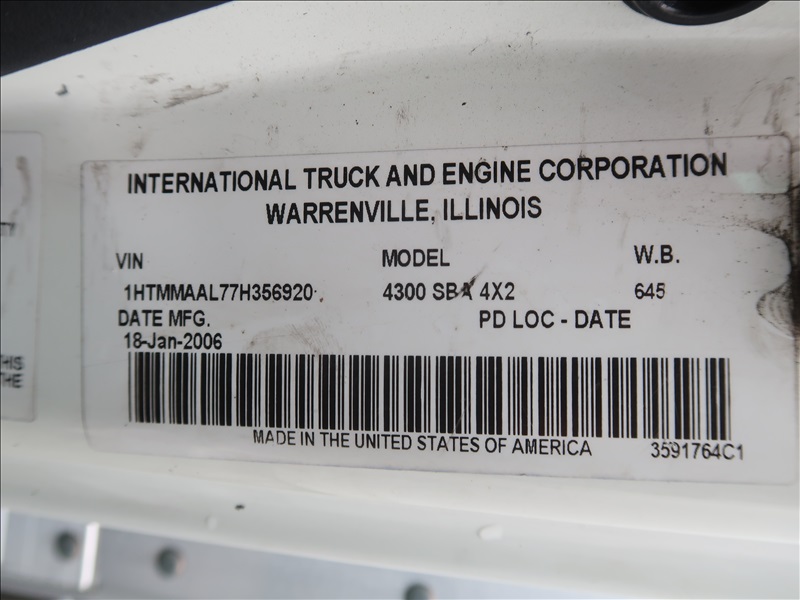 INTERNATIONAL TRUCK AND ENGINE CORPORATION
WARRENVILLE, ILLINOIS
VIN MODEL W.B.
1HTMMAAL77H356920 4300 SBA 4X2 645
DATE MFG. PD LOC - DATE
18-Jan-2006
MADE IN THE UNITED STATES OF AMERICA 3591764C1
THE